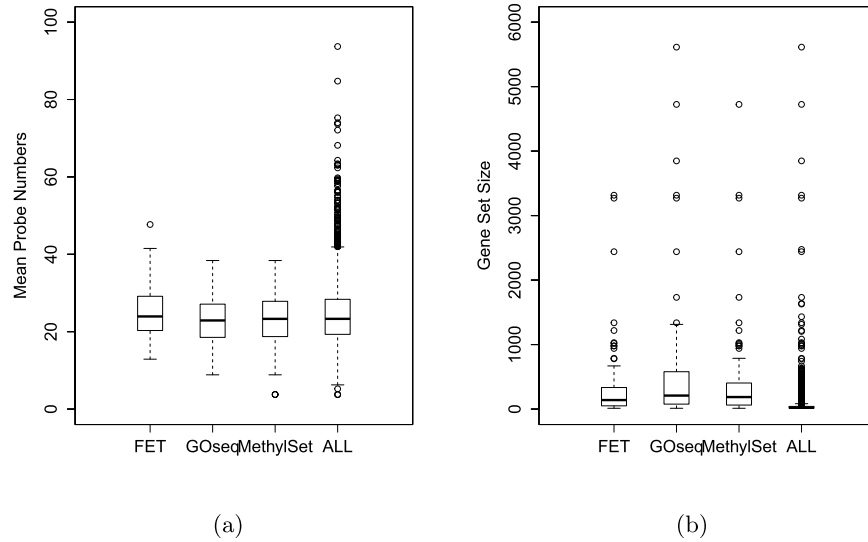 Mean Probe Numbers
100
80
60
40
20
0
FET GOseq MethylSet ALL
(a)
Gene Set Size
6000
5000
4000
3000
2000
1000
0
FET GOseq MethylSet ALL
(b)